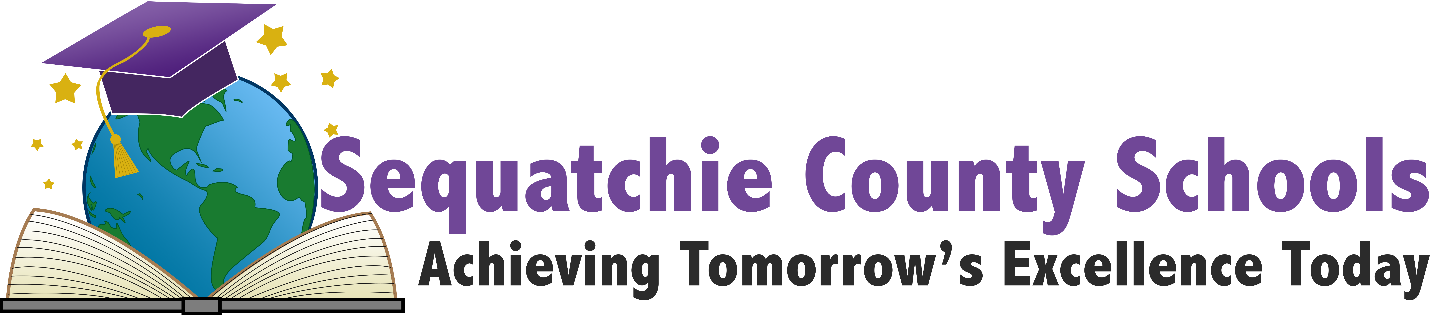 Sequatchie County Schools
Achieving Tomorrow’s Excellence Today